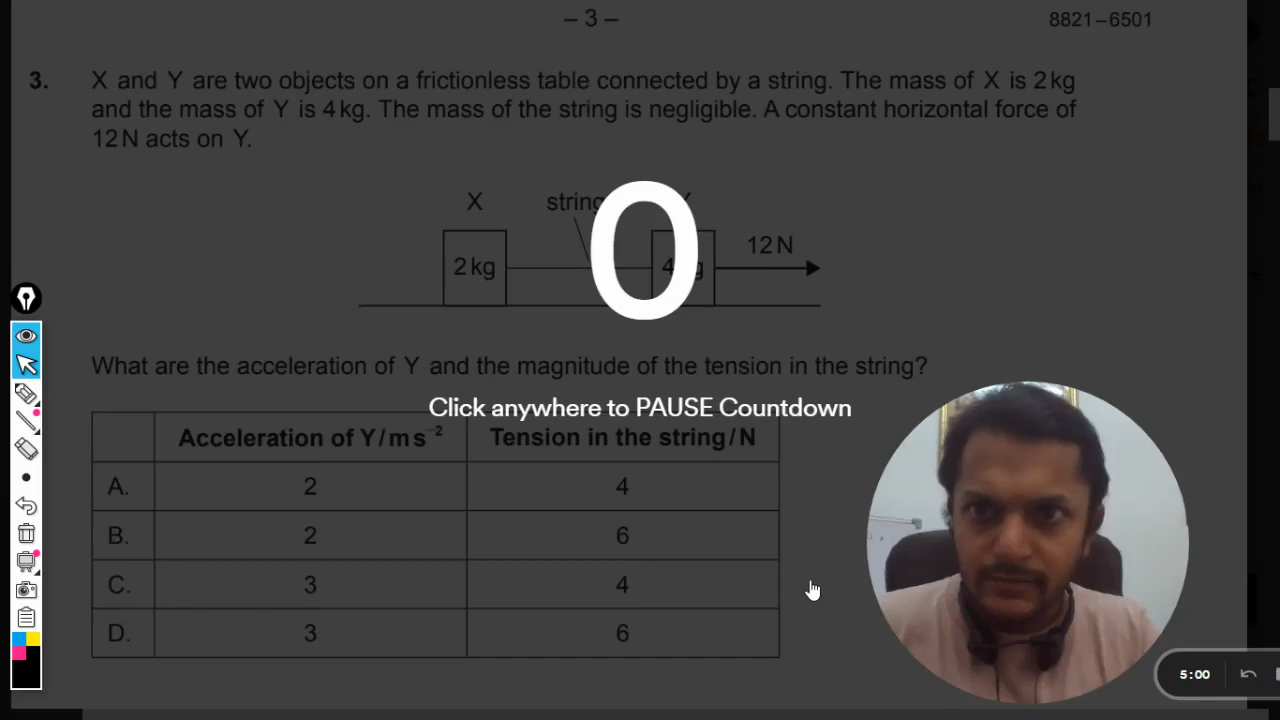 – 3 –
8821–6501
3. X and Y are two objects on a frictionless table connected by a string. The mass of X is 2 kg
and the mass of Y is 4 kg. The mass of the string is negligible. A constant horizontal force of
12 N acts on Y.
X
string
0
12 N
2 kg
What are the acceleration of Y and the magnitude of the tension in the string?
Click anywhere to PAUSE Countdown
Acceleration of Y / m s⁻² Tension in the string / N
A. 2 4
B. 2 6
C. 3 4
D. 3 6
5:00